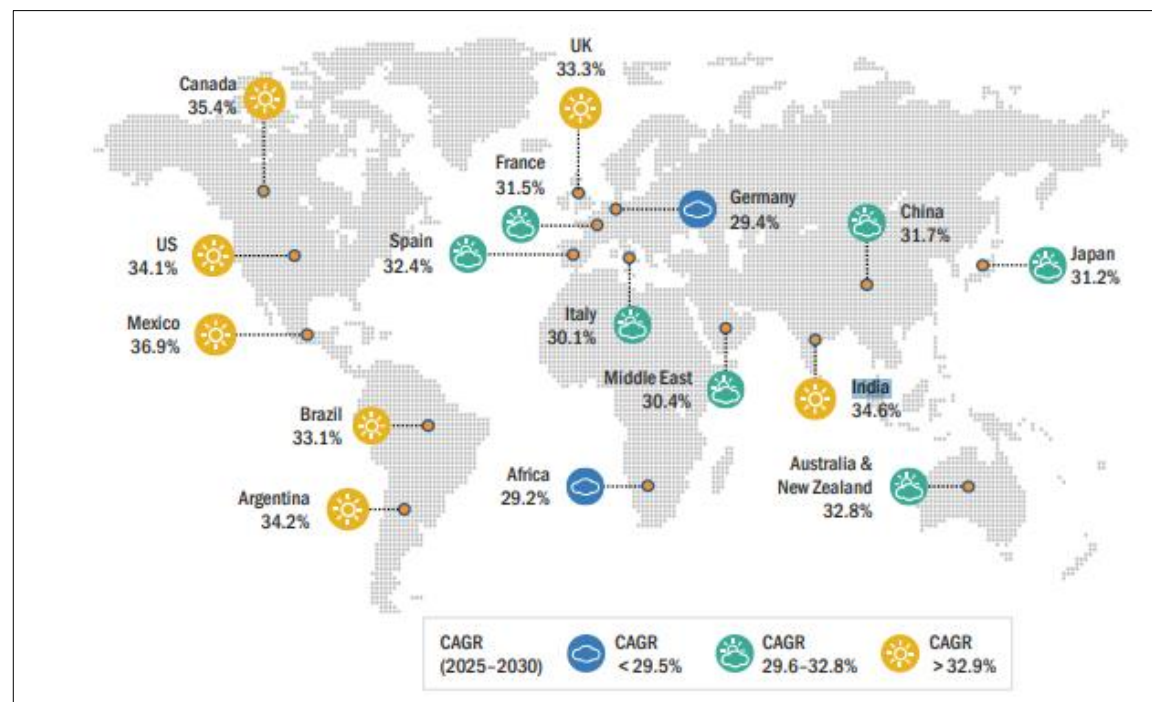 UK
33.3%
Canada
35.4%
France
31.5%
Germany
29.4%
China
31.7%
US
34.1%
Spain
32.4%
Japan
31.2%
Mexico
36.9%
Italy
30.1%
Middle East
30.4%
India
34.6%
Brazil
33.1%
Africa
29.2%
Australia &
New Zealand
32.8%
Argentina
34.2%
CAGR
(2025–2030)
CAGR
< 29.5%
CAGR
29.6–32.8%
CAGR
> 32.9%